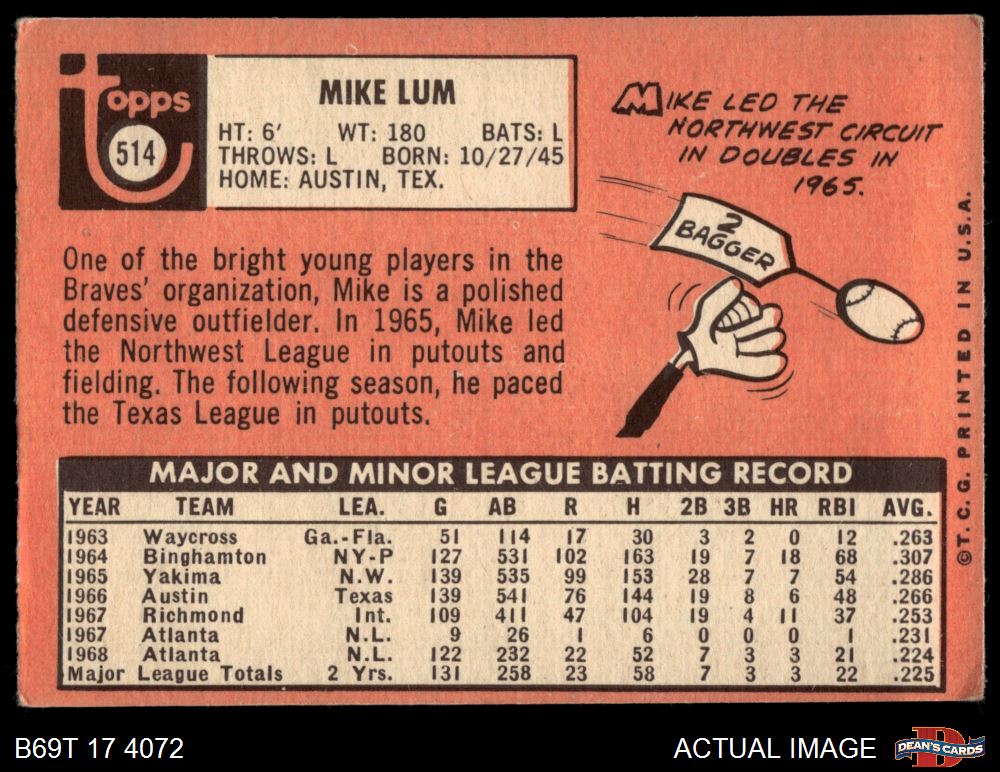 topps
514
MIKE LUM
HT: 6' WT: 180 BATS: L
THROWS: L BORN: 10/27/45
HOME: AUSTIN, TEX.
MIKE LED THE
NORTHWEST CIRCUIT
IN DOUBLES IN
1965.
2
BAGGER
One of the bright young players in the
Braves' organization, Mike is a polished
defensive outfielder. In 1965, Mike led
the Northwest League in putouts and
fielding. The following season, he paced
the Texas League in putouts.
MAJOR AND MINOR LEAGUE BATTING RECORD
YEAR TEAM LEA. G AB R H 2B 3B HR RBI AVG.
1963 Waycross Ga.-Fla. 51 114 17 30 3 2 0 12 .263
1964 Binghamton NY-P 127 531 102 163 19 7 18 68 .307
1965 Yakima N.W. 139 535 99 153 28 7 7 54 .286
1966 Austin Texas 139 541 76 144 19 8 6 48 .266
1967 Richmond Int. 109 411 47 104 19 4 11 37 .253
1967 Atlanta N.L. 9 26 1 6 0 0 0 1 .231
1968 Atlanta N.L. 122 232 22 52 7 3 3 21 .224
Major League Totals 2 Yrs. 131 258 23 58 7 3 3 22 .225
©T.C.G. PRINTED IN U.S.A.
B69T 17 4072
ACTUAL IMAGE
D
DEAN'S CARDS